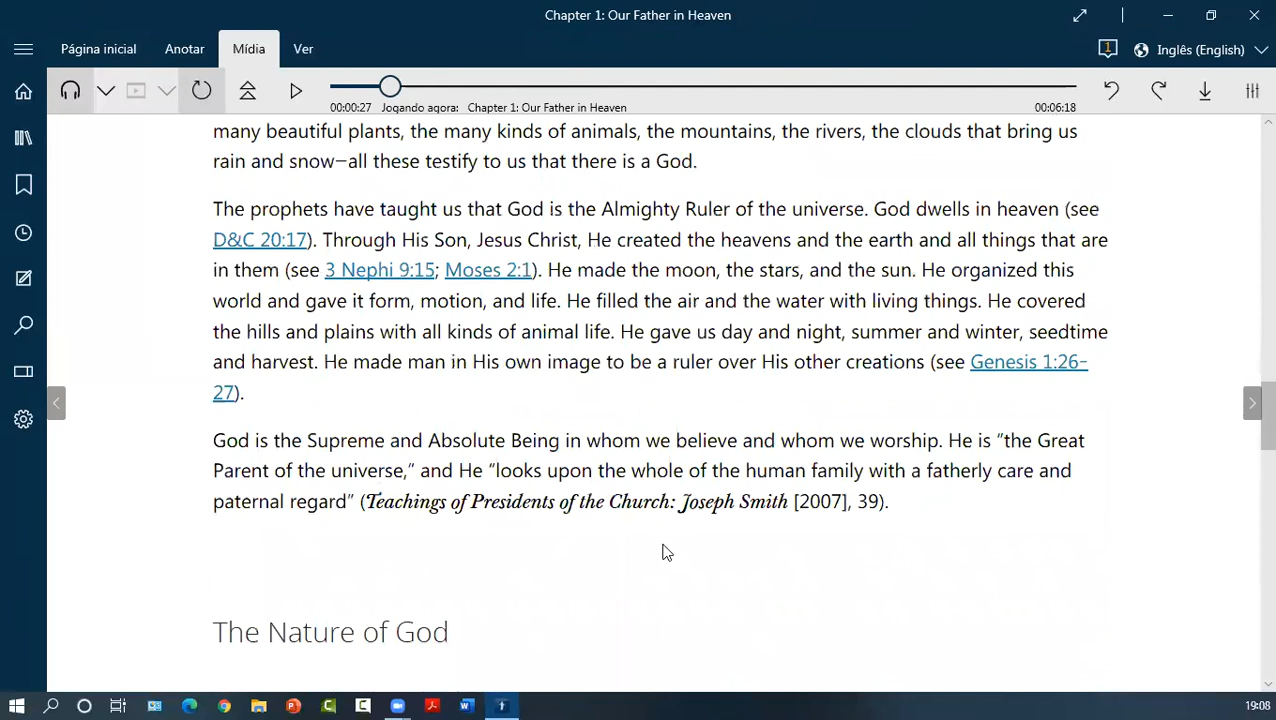 Chapter 1: Our Father in Heaven
Página inicial Anotar Mídia Ver 1 Inglês (English)
00:00:27 Jogando agora: Chapter 1: Our Father in Heaven 00:06:18
many beautiful plants, the many kinds of animals, the mountains, the rivers, the clouds that bring us
rain and snow—all these testify to us that there is a God.
The prophets have taught us that God is the Almighty Ruler of the universe. God dwells in heaven (see
D&C 20:17). Through His Son, Jesus Christ, He created the heavens and the earth and all things that are
in them (see 3 Nephi 9:15; Moses 2:1). He made the moon, the stars, and the sun. He organized this
world and gave it form, motion, and life. He filled the air and the water with living things. He covered
the hills and plains with all kinds of animal life. He gave us day and night, summer and winter, seedtime
and harvest. He made man in His own image to be a ruler over His other creations (see Genesis 1:26–
27).
God is the Supreme and Absolute Being in whom we believe and whom we worship. He is “the Great
Parent of the universe,” and He “looks upon the whole of the human family with a fatherly care and
paternal regard” (Teachings of Presidents of the Church: Joseph Smith [2007], 39).
The Nature of God
19:08